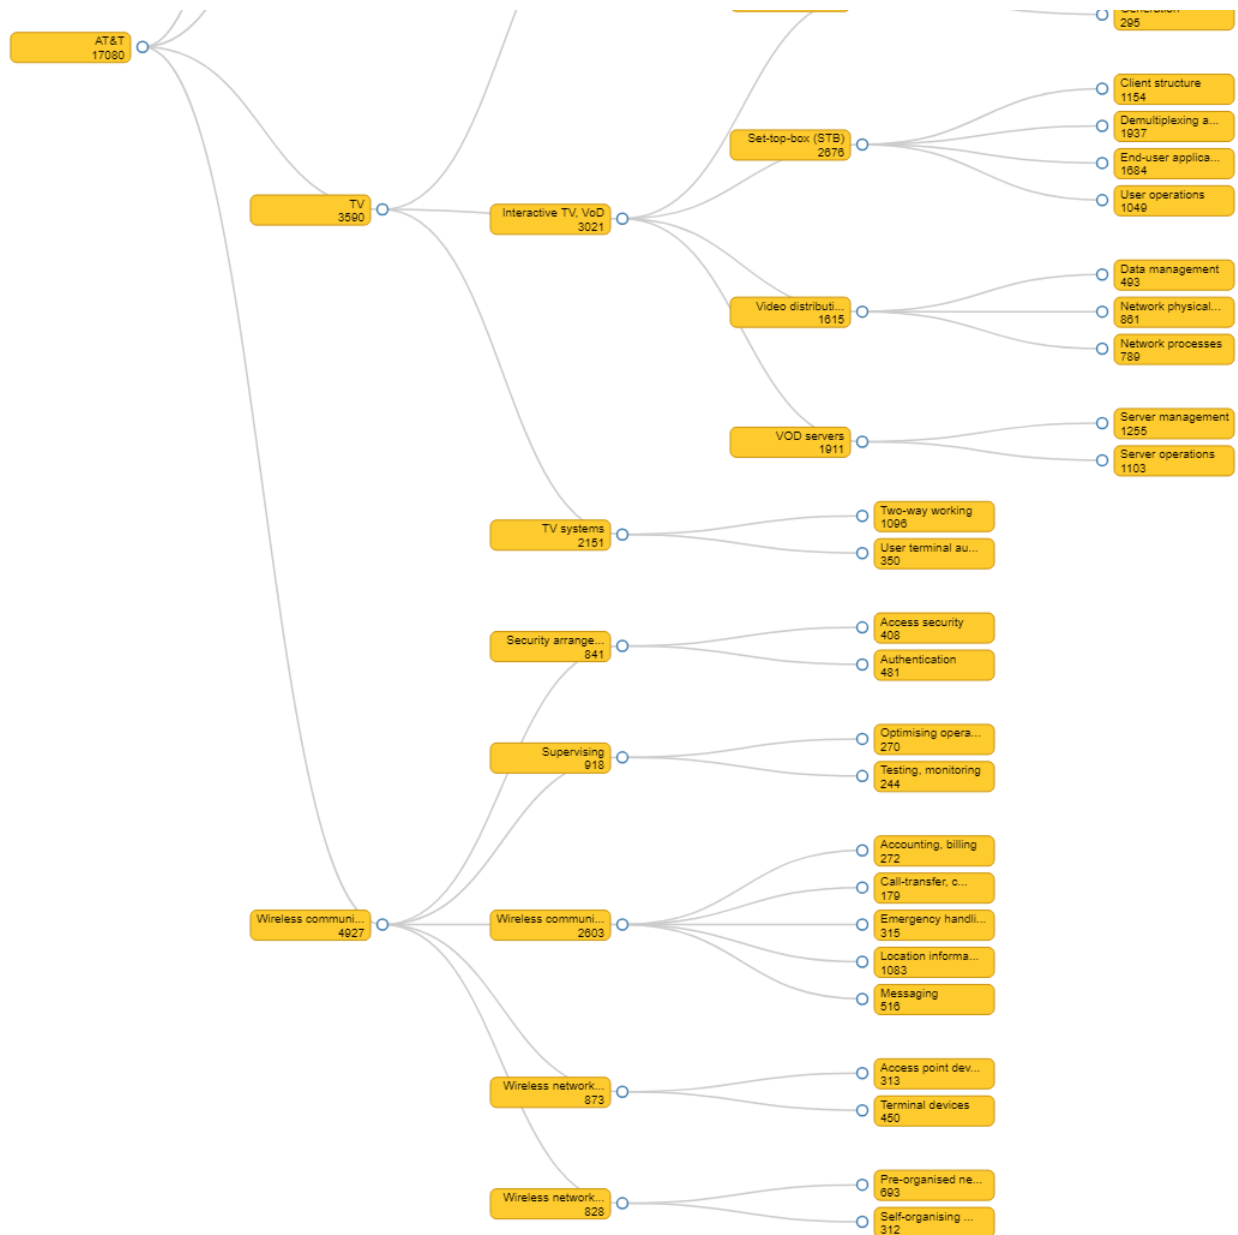 Generation
295
AT&T
17080
Client structure
1154
Demultiplexing a...
1937
Set-top-box (STB)
2676
End-user applica...
1684
User operations
1049
TV
3590
Interactive TV, VoD
3021
Data management
493
Video distributi...
1615
Network physical...
861
Network processes
789
VOD servers
1911
Server management
1255
Server operations
1103
TV systems
2151
Two-way working
1096
User terminal au...
350
Security arrange...
841
Access security
408
Authentication
481
Supervising
918
Optimising opera...
270
Testing, monitoring
244
Wireless communi...
4927
Wireless communi...
2603
Accounting, billing
272
Call-transfer, c...
179
Emergency handli...
315
Location informa...
1083
Messaging
516
Wireless network...
873
Access point dev...
313
Terminal devices
450
Wireless network...
828
Pre-organised ne...
693
Self-organising ...
312